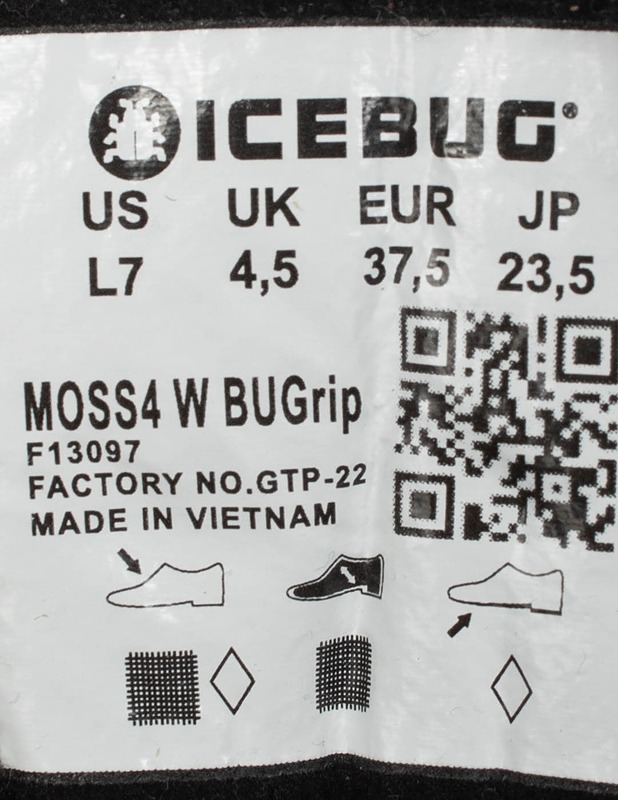 ICEBUG®
US UK EUR JP
L7 4,5 37,5 23,5
MOSS4 W BUGrip
F13097
FACTORY NO.GTP-22
MADE IN VIETNAM